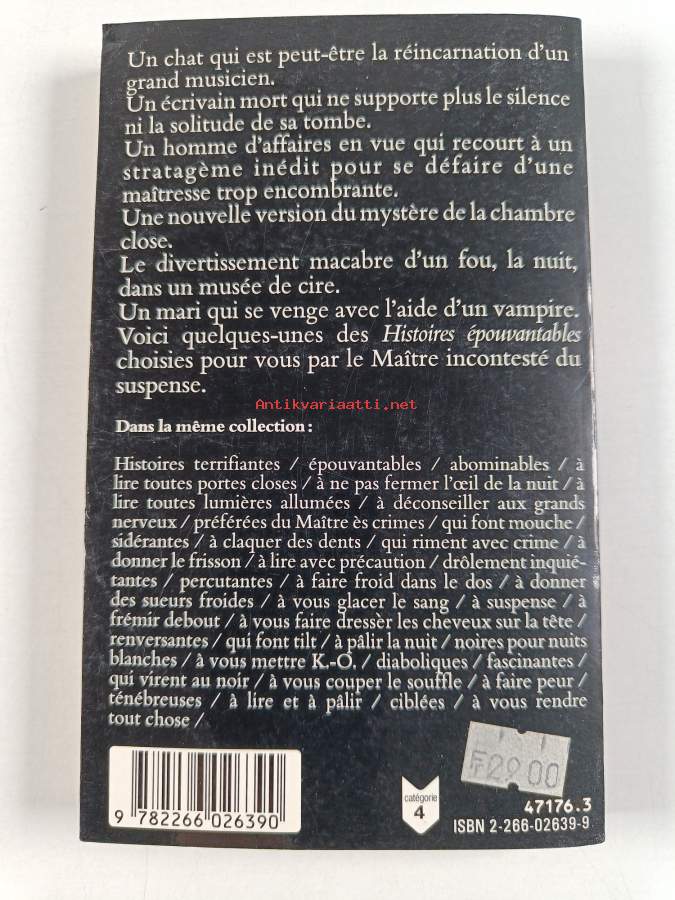 Un chat qui est peut-être la réincarnation d'un
grand musicien.
Un écrivain mort qui ne supporte plus le silence
ni la solitude de sa tombe.
Un homme d'affaires en vue qui recourt à un
stratagème inédit pour se défaire d'une
maîtresse trop encombrante.
Une nouvelle version du mystère de la chambre
close.
Le divertissement macabre d'un fou, la nuit,
dans un musée de cire.
Un mari qui se venge avec l'aide d'un vampire.
Voici quelques-unes des Histoires épouvantables
choisies pour vous par le Maître incontesté du
suspense.
Antikvariaatti.net
Dans la même collection :
Histoires terrifiantes / épouvantables / abominables / à
lire toutes portes closes / à ne pas fermer l'œil de la nuit / à
lire toutes lumières allumées / à déconseiller aux grands
nerveux / préférées du Maître ès crimes / qui font mouche /
sidérantes / à claquer des dents / qui riment avec crime / à
donner le frisson / à lire avec précaution / drôlement inquié-
tantes / percutantes / à faire froid dans le dos / à donner
des sueurs froides / à vous glacer le sang / à suspense / à
frémir debout / à vous faire dresser les cheveux sur la tête /
renversantes / qui font tilt / à pâlir la nuit / noires pour nuits
blanches / à vous mettre K.-O. / diaboliques / fascinantes /
qui virent au noir / à vous couper le souffle / à faire peur /
ténébreuses / à lire et à pâlir / ciblées / à vous rendre
tout chose /
FF29.00
catégorie
4
47176.3
ISBN 2-266-02639-9
9 782266 026390